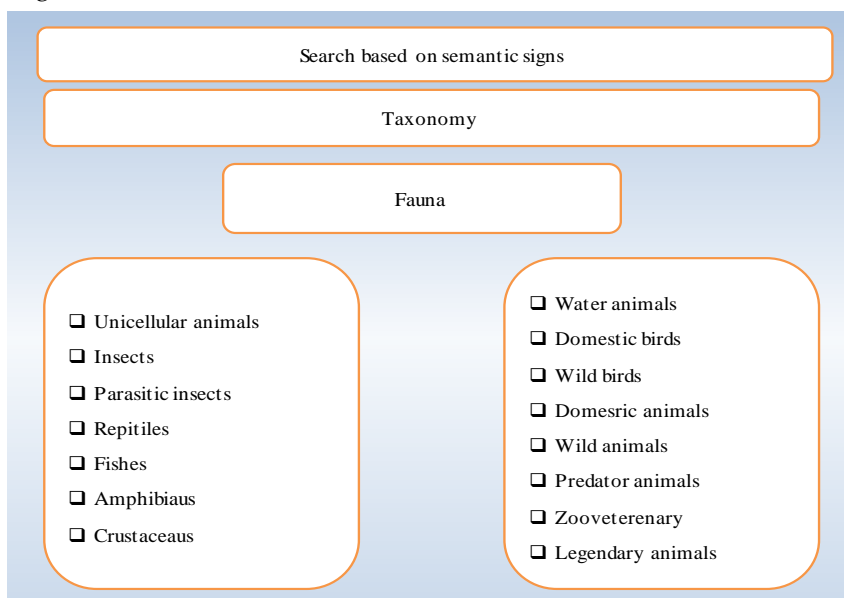 Search based on semantic signs
Taxonomy
Fauna
❑ Unicellular animals
❑ Insects
❑ Parasitic insects
❑ Repitiles
❑ Fishes
❑ Amphibiaus
❑ Crustaceaus
❑ Water animals
❑ Domestic birds
❑ Wild birds
❑ Domesric animals
❑ Wild animals
❑ Predator animals
❑ Zooveterenary
❑ Legendary animals